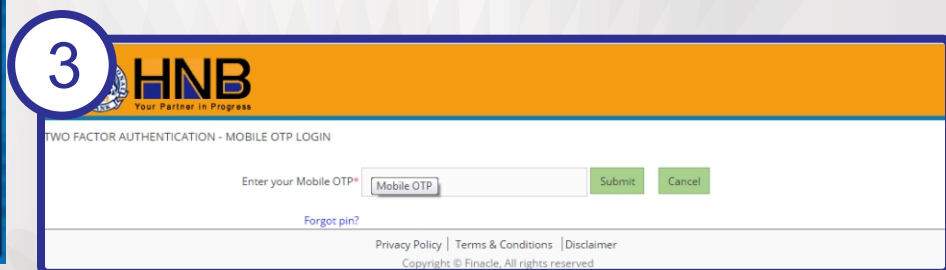 3
HNB
Your Partner in Progress
TWO FACTOR AUTHENTICATION - MOBILE OTP LOGIN
Enter your Mobile OTP* Mobile OTP Submit Cancel
Forgot pin?
Privacy Policy | Terms & Conditions | Disclaimer
Copyright © Finacle, All rights reserved